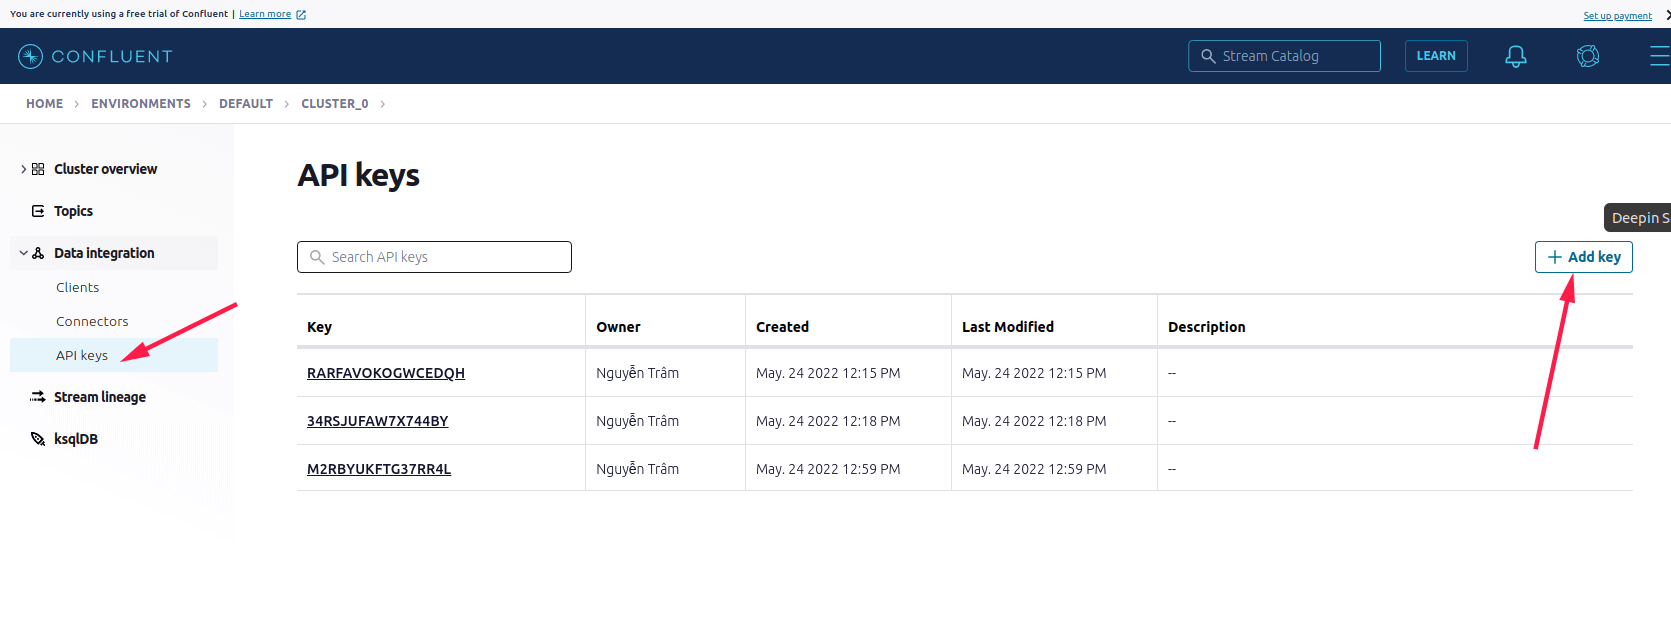 You are currently using a free trial of Confluent | Learn more
Set up payment
CONFLUENT
Stream Catalog
LEARN
HOME > ENVIRONMENTS > DEFAULT > CLUSTER_0 >
Cluster overview
Topics
Data integration
Clients
Connectors
API keys
Stream lineage
ksqlDB
API keys
Deepin S
Search API keys
+ Add key
Key Owner Created Last Modified Description
RARFAVOKOGWCEDQH Nguyễn Trâm May. 24 2022 12:15 PM May. 24 2022 12:15 PM --
34RSJUFAW7X744BY Nguyễn Trâm May. 24 2022 12:18 PM May. 24 2022 12:18 PM --
M2RBYUKFTG37RR4L Nguyễn Trâm May. 24 2022 12:59 PM May. 24 2022 12:59 PM --